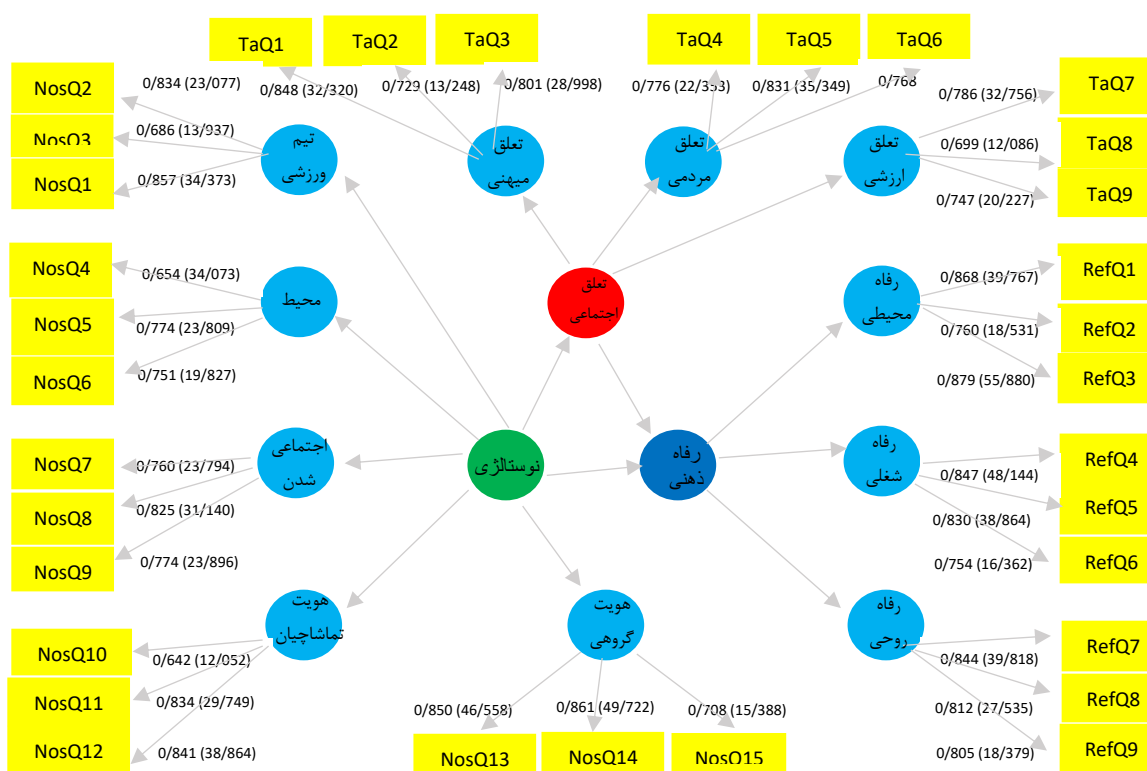 TaQ1
TaQ2
TaQ3
TaQ4
TaQ5
TaQ6
0/848 (32/320)
0/729 (13/248)
0/801 (28/998)
0/776 (22/353)
0/831 (35/349)
0/768
NosQ2
NosQ3
NosQ1
0/834 (23/077)
0/686 (13/937)
0/857 (34/373)
تیم
ورزشی
تعلق
میهنی
تعلق
مردمی
تعلق
ارزشی
0/786 (32/756)
0/699 (12/086)
0/747 (20/227)
TaQ7
TaQ8
TaQ9
NosQ4
NosQ5
NosQ6
0/654 (34/073)
0/774 (23/809)
0/751 (19/827)
محیط
تعلق
اجتماعی
رفاه
محیطی
0/868 (39/767)
0/760 (18/531)
0/879 (55/880)
RefQ1
RefQ2
RefQ3
NosQ7
NosQ8
NosQ9
0/760 (23/794)
0/825 (31/140)
0/774 (23/896)
اجتماعی
شدن
نوستالژی
رفاه
ذهنی
رفاه
شغلی
0/847 (48/144)
0/830 (38/864)
0/754 (16/362)
RefQ4
RefQ5
RefQ6
NosQ10
NosQ11
NosQ12
0/642 (12/052)
0/834 (29/749)
0/841 (38/864)
هویت
تماشاچیان
هویت
گروهی
رفاه
روحی
0/844 (39/818)
0/812 (27/535)
0/805 (18/379)
RefQ7
RefQ8
RefQ9
0/850 (46/558)
0/861 (49/722)
0/708 (15/388)
NosQ13
NosQ14
NosQ15